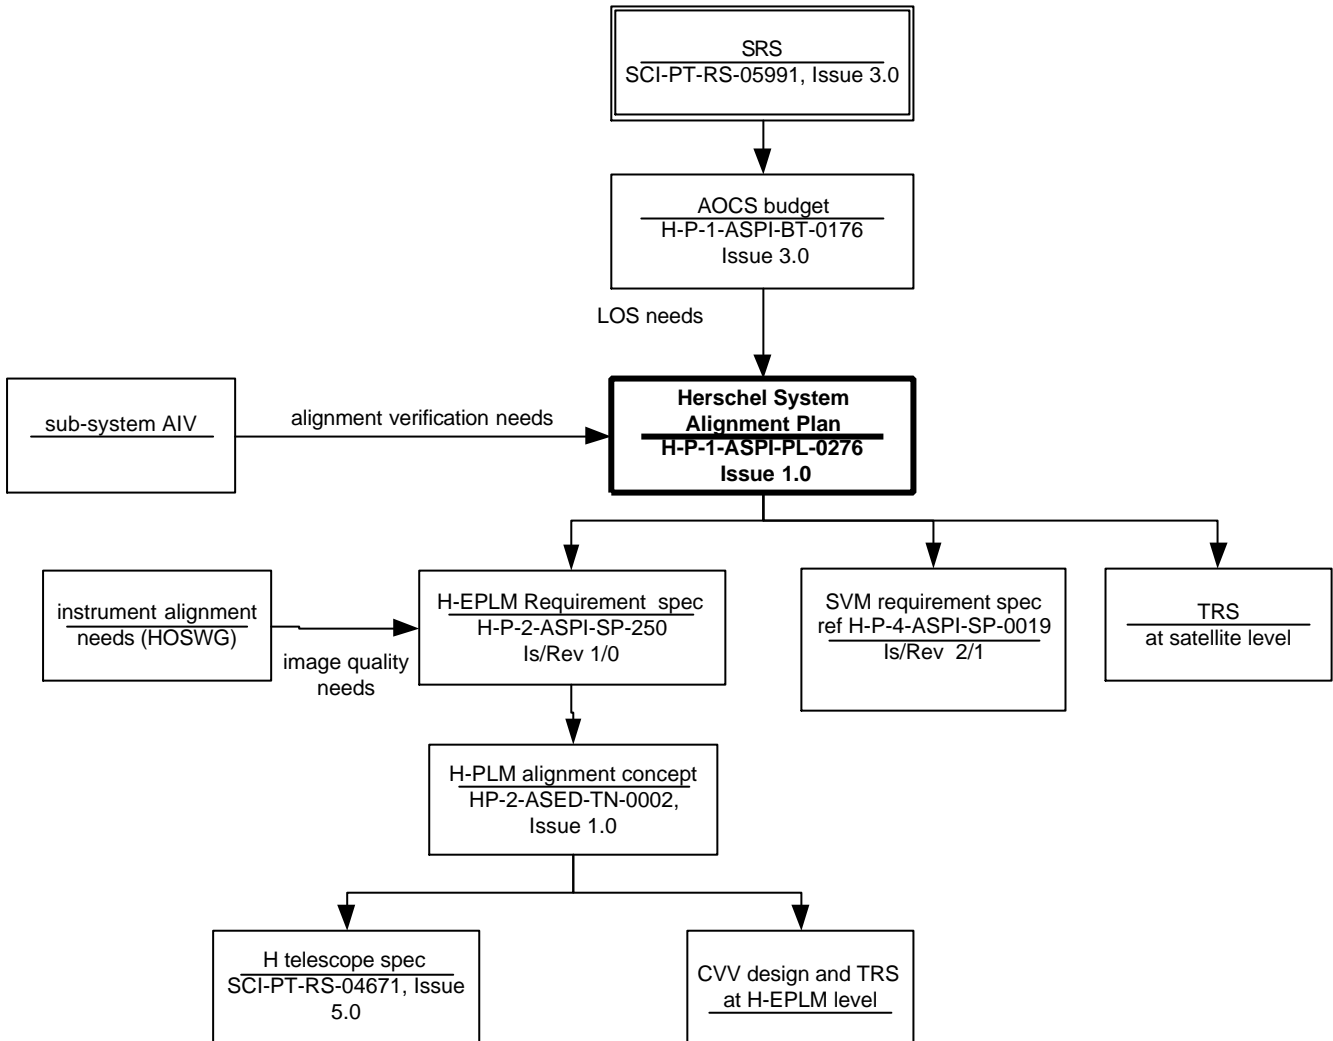 SRS
SCI-PT-RS-05991, Issue 3.0
AOCS budget
H-P-1-ASPI-BT-0176
Issue 3.0
LOS needs
sub-system AIV
alignment verification needs
Herschel System
Alignment Plan
H-P-1-ASPI-PL-0276
Issue 1.0
instrument alignment
needs (HOSWG)
image quality
needs
H-EPLM Requirement spec
H-P-2-ASPI-SP-250
Is/Rev 1/0
SVM requirement spec
ref H-P-4-ASPI-SP-0019
Is/Rev 2/1
TRS
at satellite level
H-PLM alignment concept
HP-2-ASED-TN-0002,
Issue 1.0
H telescope spec
SCI-PT-RS-04671, Issue
5.0
CVV design and TRS
at H-EPLM level